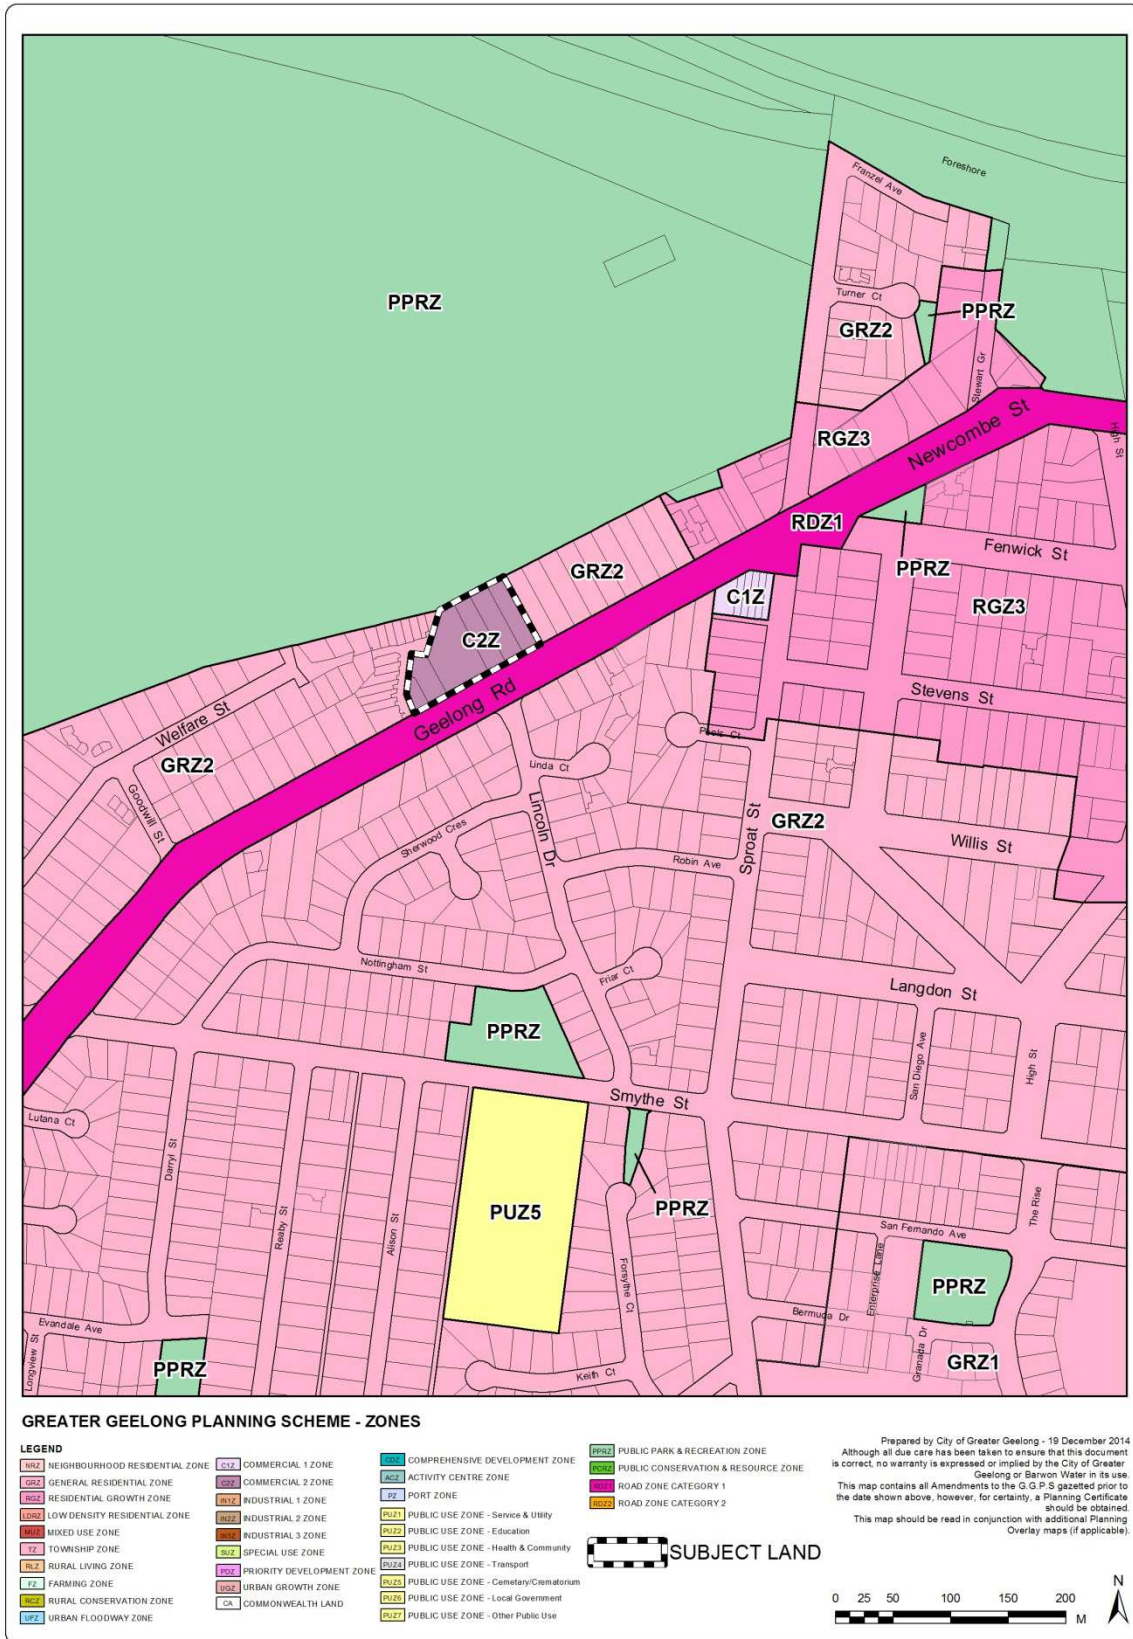 Foreshore
Franzel Ave
PPRZ
Turner Ct
PPRZ
GRZ2
Stewart Gr
RGZ3
Newcombe St
High St
RDZ1
Fenwick St
PPRZ
GRZ2
C1Z
RGZ3
C2Z
Stevens St
Geelong Rd
Welfare St
Peels Ct
GRZ2
Linda Ct
Goodwill St
Lincoln Dr
Sherwood Cres
Sproat St
GRZ2
Willis St
Robin Ave
Nottingham St
Friar Ct
Langdon St
PPRZ
San Diego Ave
High St
Smythe St
Lutana Ct
Darryl St
PPRZ
PUZ5
Reaby St
Alison St
The Rise
San Fernando Ave
Forsythe Ct
Enterprise Lane
PPRZ
Bermuda Dr
Evandale Ave
Longview St
Granada Dr
PPRZ
GRZ1
Keith Ct
GREATER GEELONG PLANNING SCHEME - ZONES
LEGEND
NRZ NEIGHBOURHOOD RESIDENTIAL ZONE
GRZ GENERAL RESIDENTIAL ZONE
RGZ RESIDENTIAL GROWTH ZONE
LDRZ LOW DENSITY RESIDENTIAL ZONE
MUZ MIXED USE ZONE
TZ TOWNSHIP ZONE
RLZ RURAL LIVING ZONE
FZ FARMING ZONE
RCZ RURAL CONSERVATION ZONE
UFZ URBAN FLOODWAY ZONE
C1Z COMMERCIAL 1 ZONE
C2Z COMMERCIAL 2 ZONE
IN1Z INDUSTRIAL 1 ZONE
IN2Z INDUSTRIAL 2 ZONE
IN3Z INDUSTRIAL 3 ZONE
SUZ SPECIAL USE ZONE
PDZ PRIORITY DEVELOPMENT ZONE
UGZ URBAN GROWTH ZONE
CA COMMONWEALTH LAND
CDZ COMPREHENSIVE DEVELOPMENT ZONE
ACZ ACTIVITY CENTRE ZONE
PZ PORT ZONE
PUZ1 PUBLIC USE ZONE - Service & Utility
PUZ2 PUBLIC USE ZONE - Education
PUZ3 PUBLIC USE ZONE - Health & Community
PUZ4 PUBLIC USE ZONE - Transport
PUZ5 PUBLIC USE ZONE - Cemetary/Crematorium
PUZ6 PUBLIC USE ZONE - Local Government
PUZ7 PUBLIC USE ZONE - Other Public Use
PPRZ PUBLIC PARK & RECREATION ZONE
PCRZ PUBLIC CONSERVATION & RESOURCE ZONE
RDZ1 ROAD ZONE CATEGORY 1
RDZ2 ROAD ZONE CATEGORY 2
SUBJECT LAND
Prepared by City of Greater Geelong - 19 December 2014
Although all due care has been taken to ensure that this document
is correct, no warranty is expressed or implied by the City of Greater
Geelong or Barwon Water in its use.
This map contains all Amendments to the G.G.P.S gazetted prior to
the date shown above, however, for certainty, a Planning Certificate
should be obtained.
This map should be read in conjunction with additional Planning
Overlay maps (if applicable).
0 25 50 100 150 200
M
N